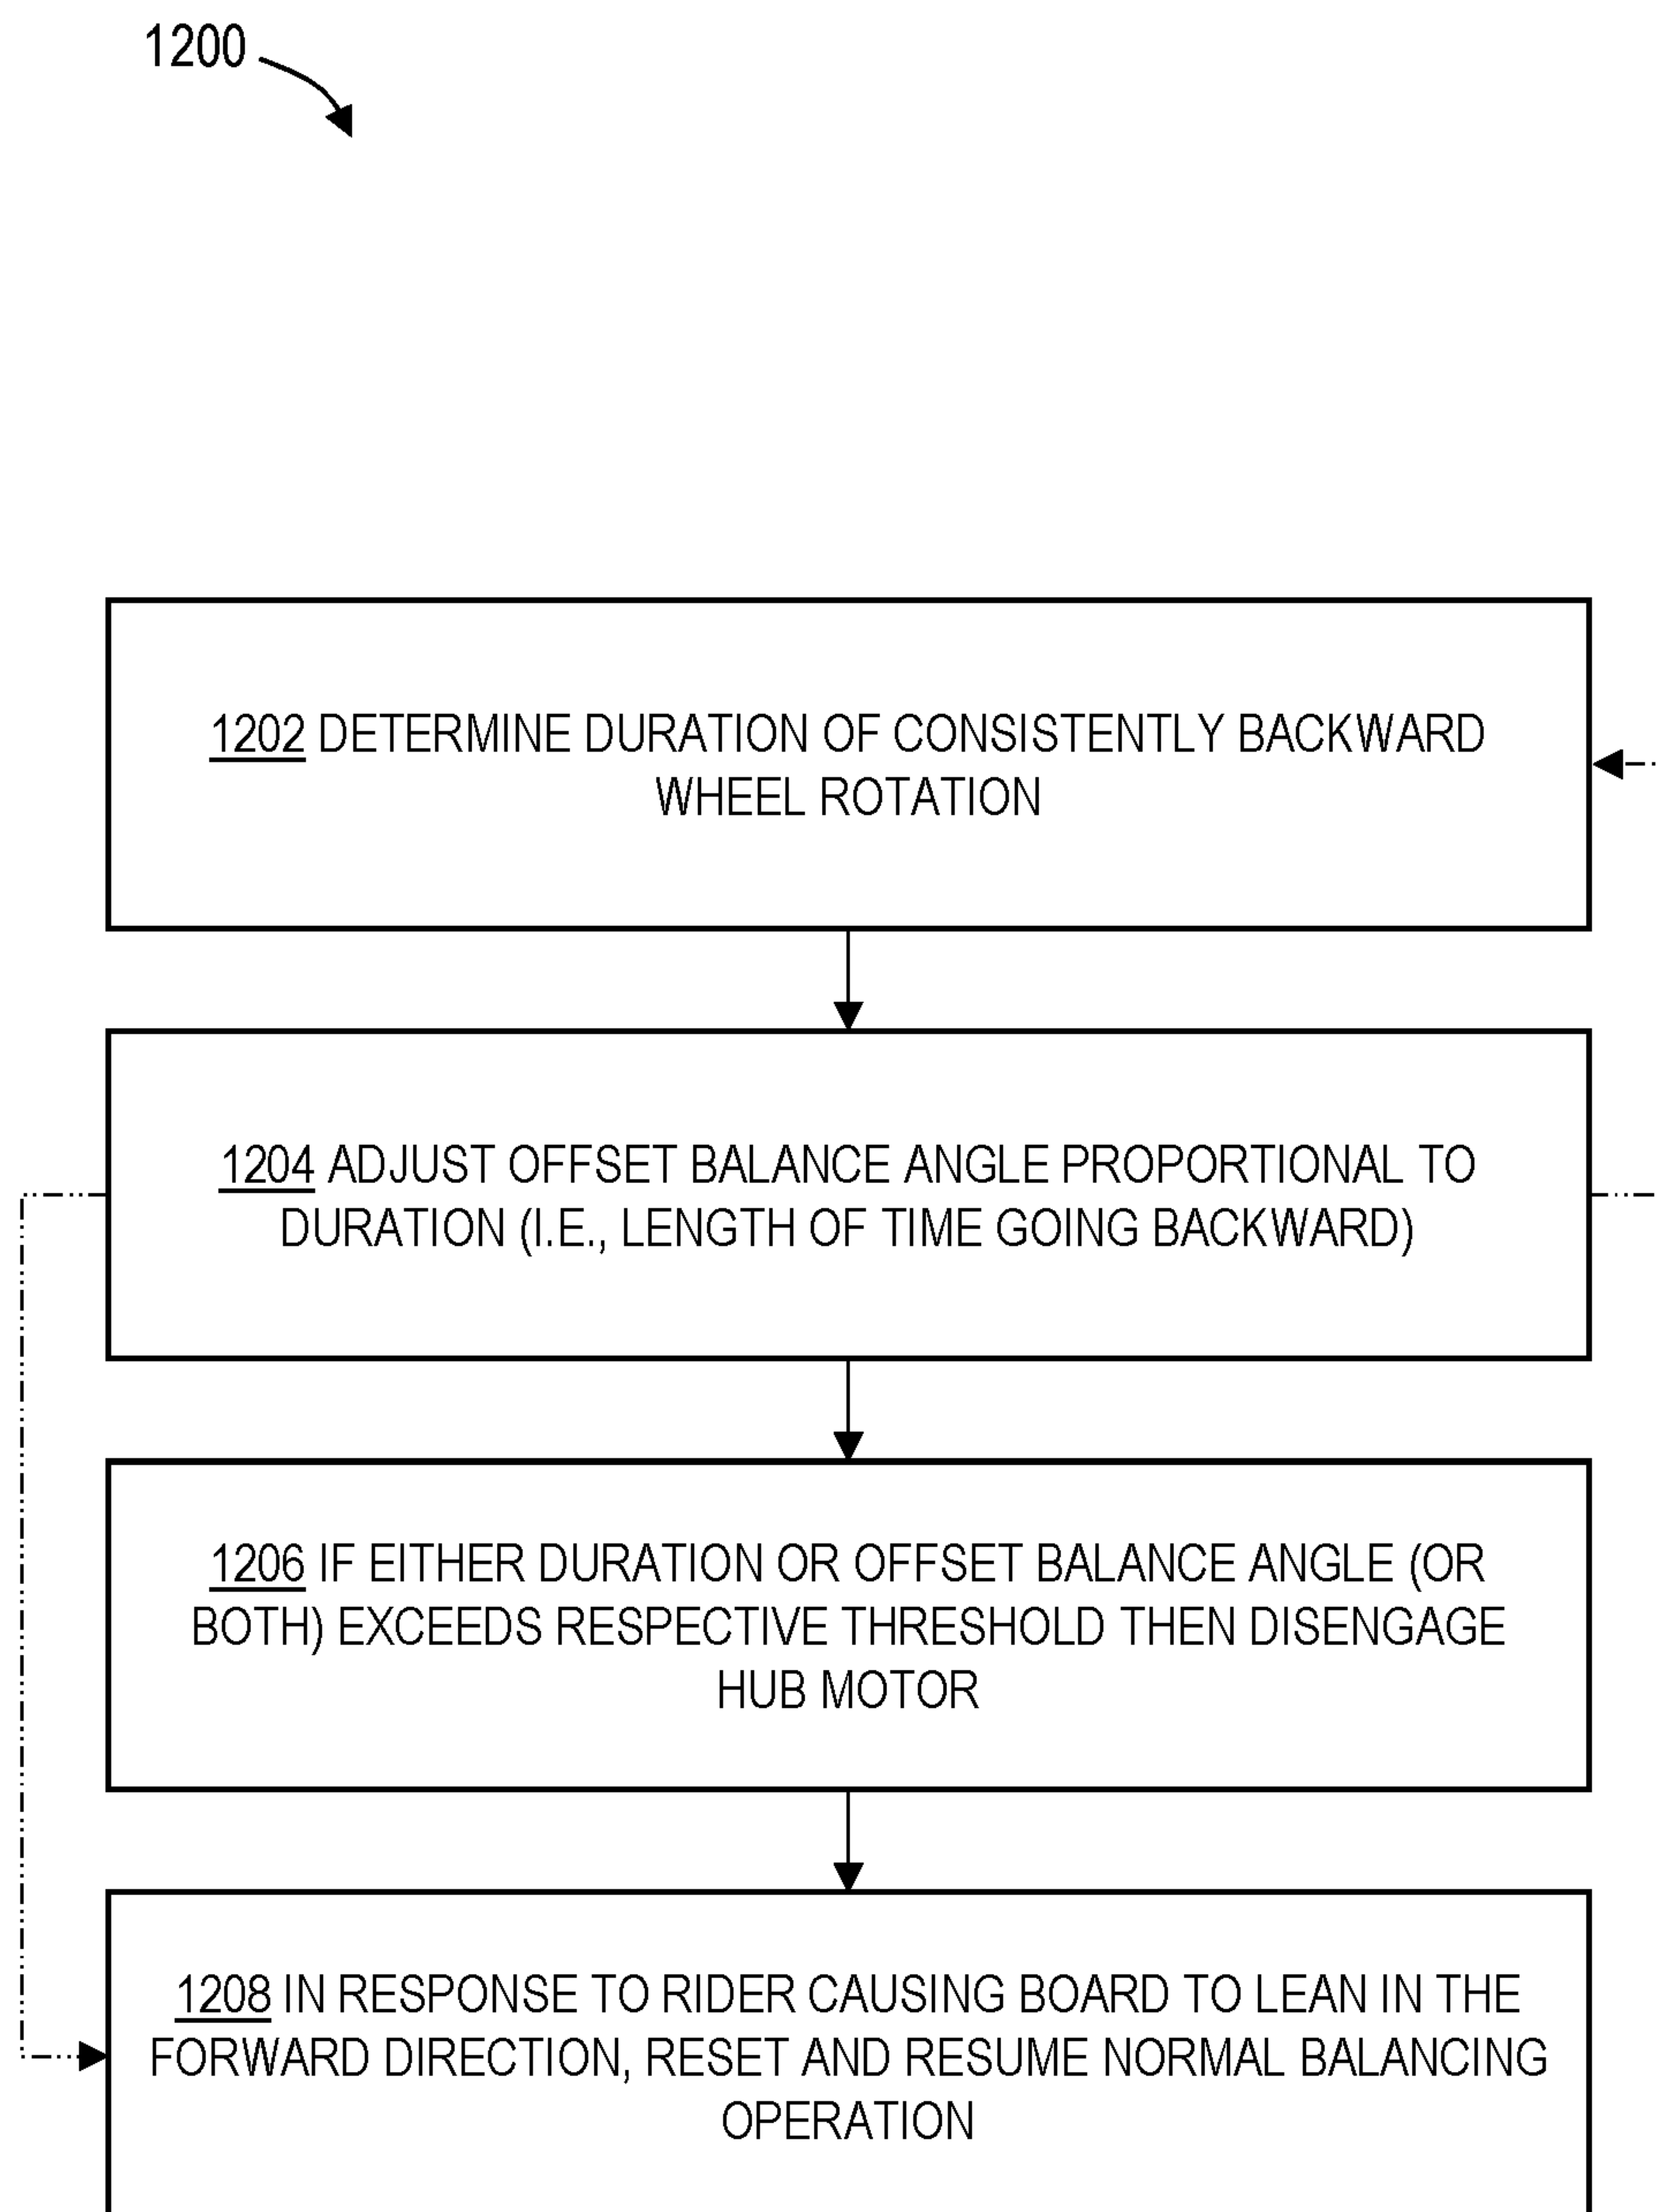 1200
1202 DETERMINE DURATION OF CONSISTENTLY BACKWARD
WHEEL ROTATION
1204 ADJUST OFFSET BALANCE ANGLE PROPORTIONAL TO
DURATION (I.E., LENGTH OF TIME GOING BACKWARD)
1206 IF EITHER DURATION OR OFFSET BALANCE ANGLE (OR
BOTH) EXCEEDS RESPECTIVE THRESHOLD THEN DISENGAGE
HUB MOTOR
1208 IN RESPONSE TO RIDER CAUSING BOARD TO LEAN IN THE
FORWARD DIRECTION, RESET AND RESUME NORMAL BALANCING
OPERATION